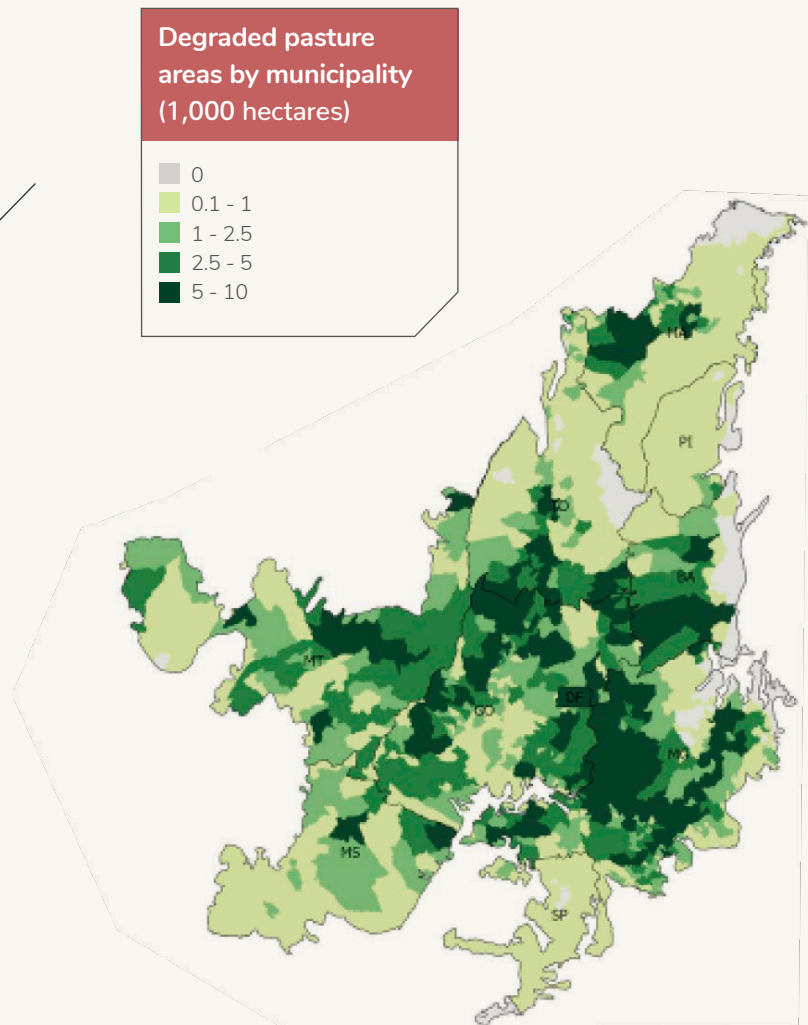 Degraded pasture
areas by municipality
(1,000 hectares)
0
0.1 - 1
1 - 2.5
2.5 - 5
5 - 10
MA
PI
TO
BA
MT
DF
GO
MG
MS
SP